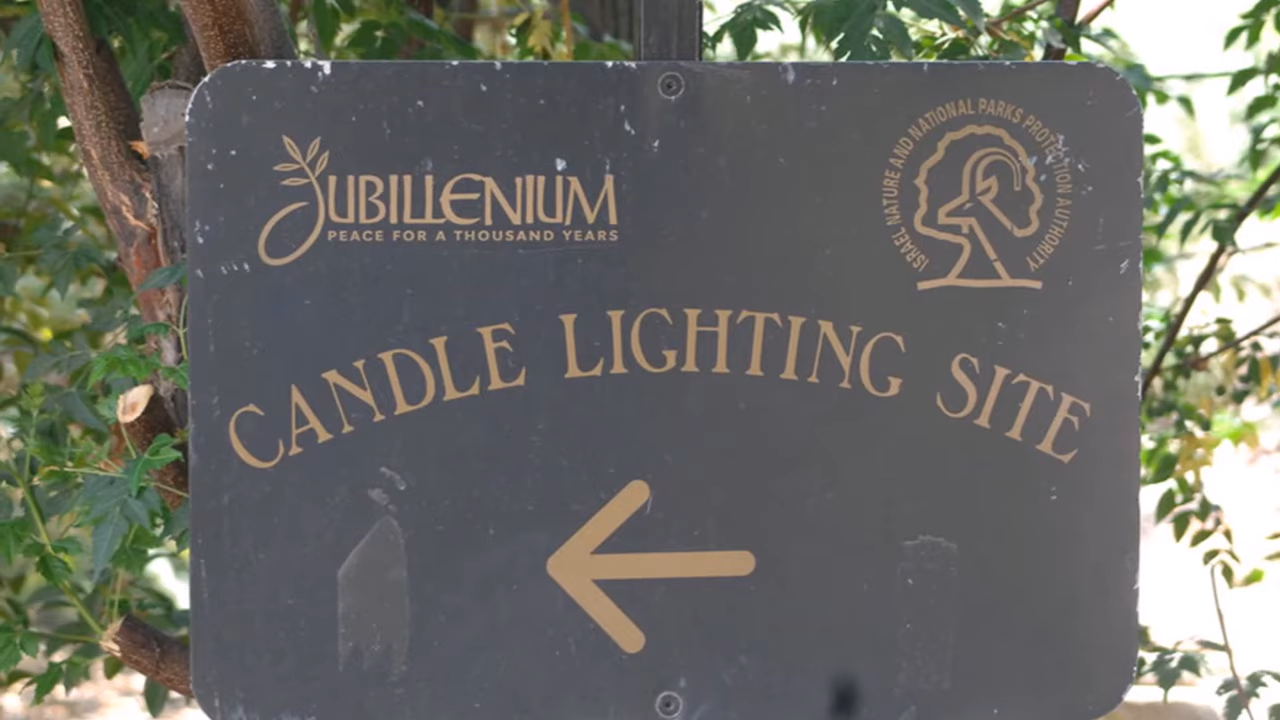 JUBILLENIUM
PEACE FOR A THOUSAND YEARS
ISRAEL NATURE AND NATIONAL PARKS PROTECTION AUTHORITY
CANDLE LIGHTING SITE